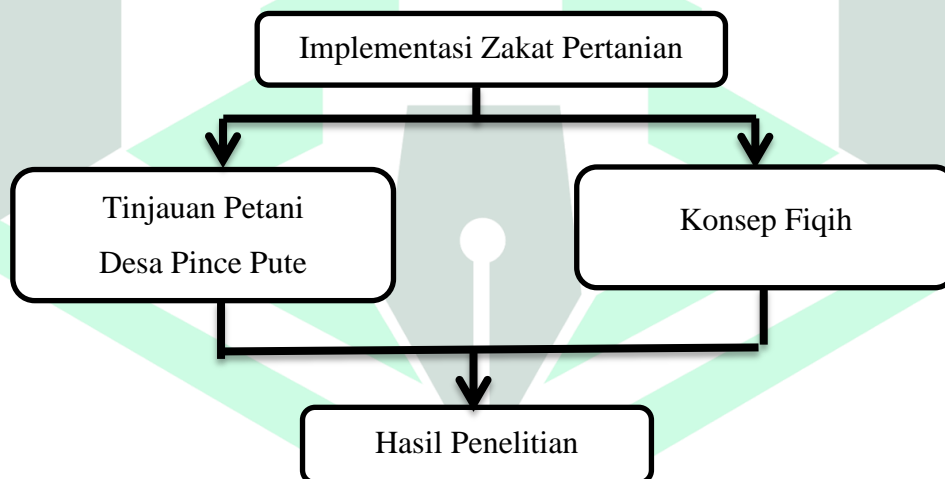 Implementasi Zakat Pertanian
Tinjauan Petani
Desa Pince Pute
Konsep Fiqih
Hasil Penelitian